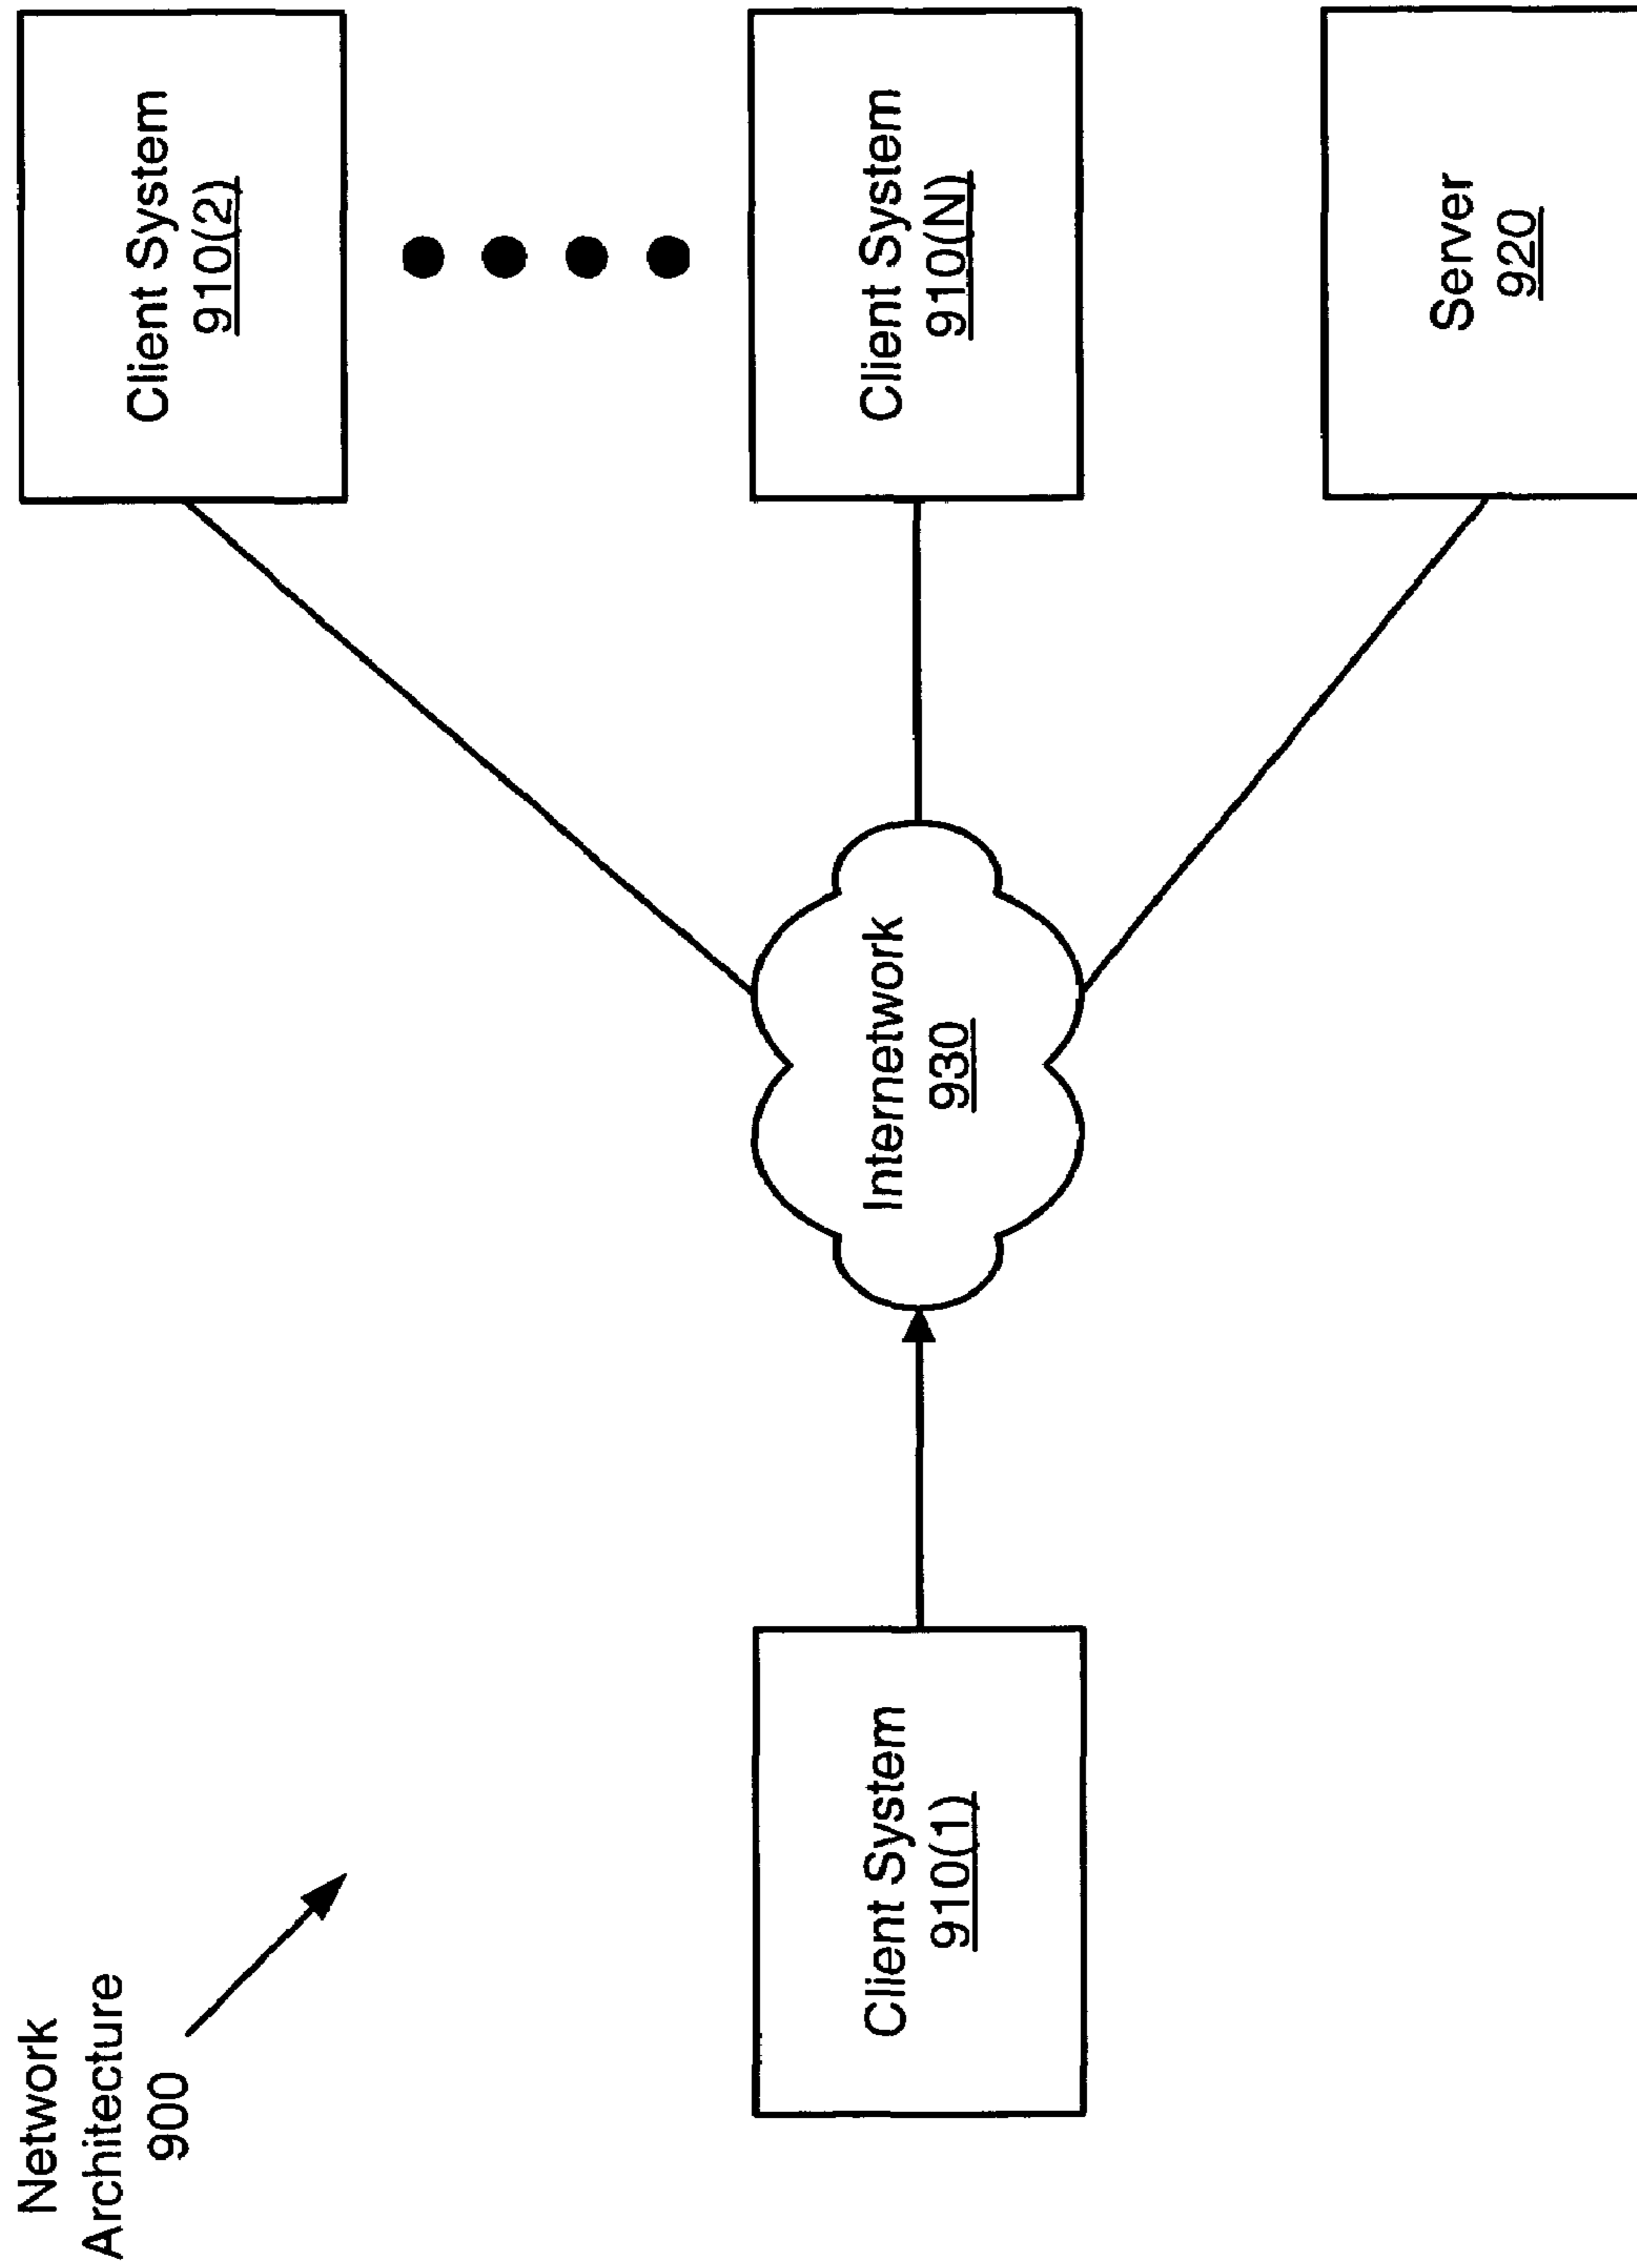 Network
Architecture
900
Client System
910(1)
Internetwork
930
Client System
910(2)
Client System
910(N)
Server
920